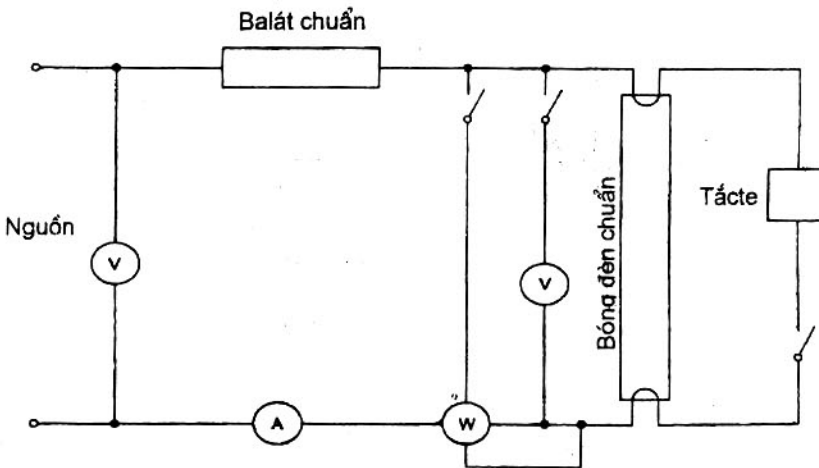 Balát chuẩn
Nguồn
V
A
W
V
Bóng đèn chuẩn
Tắcte